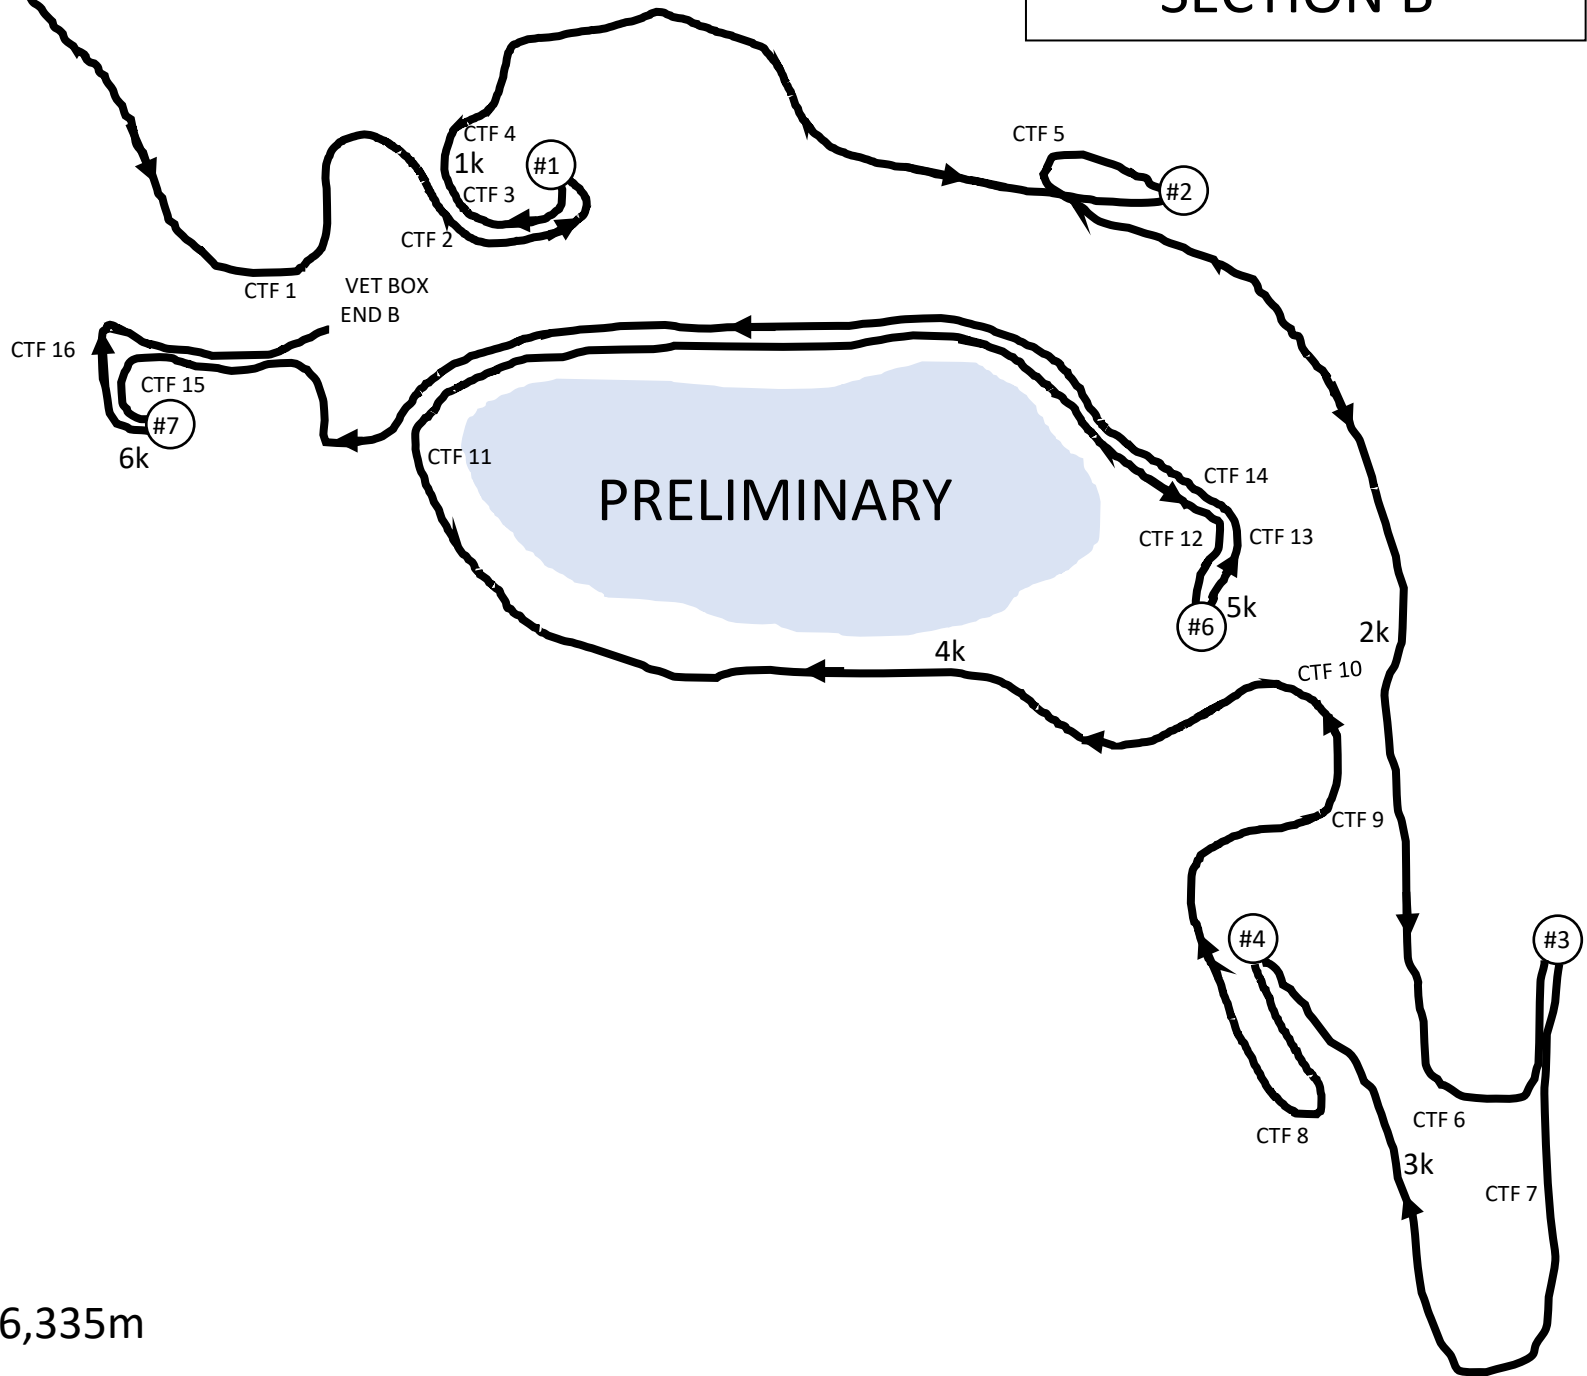 SECTION B
CTF 4
CTF 5
1k
#1
CTF 3
#2
CTF 2
CTF 1
VET BOX
END B
CTF 16
CTF 15
#7
6k
CTF 11
CTF 14
PRELIMINARY
CTF 12
CTF 13
5k
#6
2k
4k
CTF 10
CTF 9
#4
#3
CTF 6
CTF 8
3k
CTF 7
6,335m